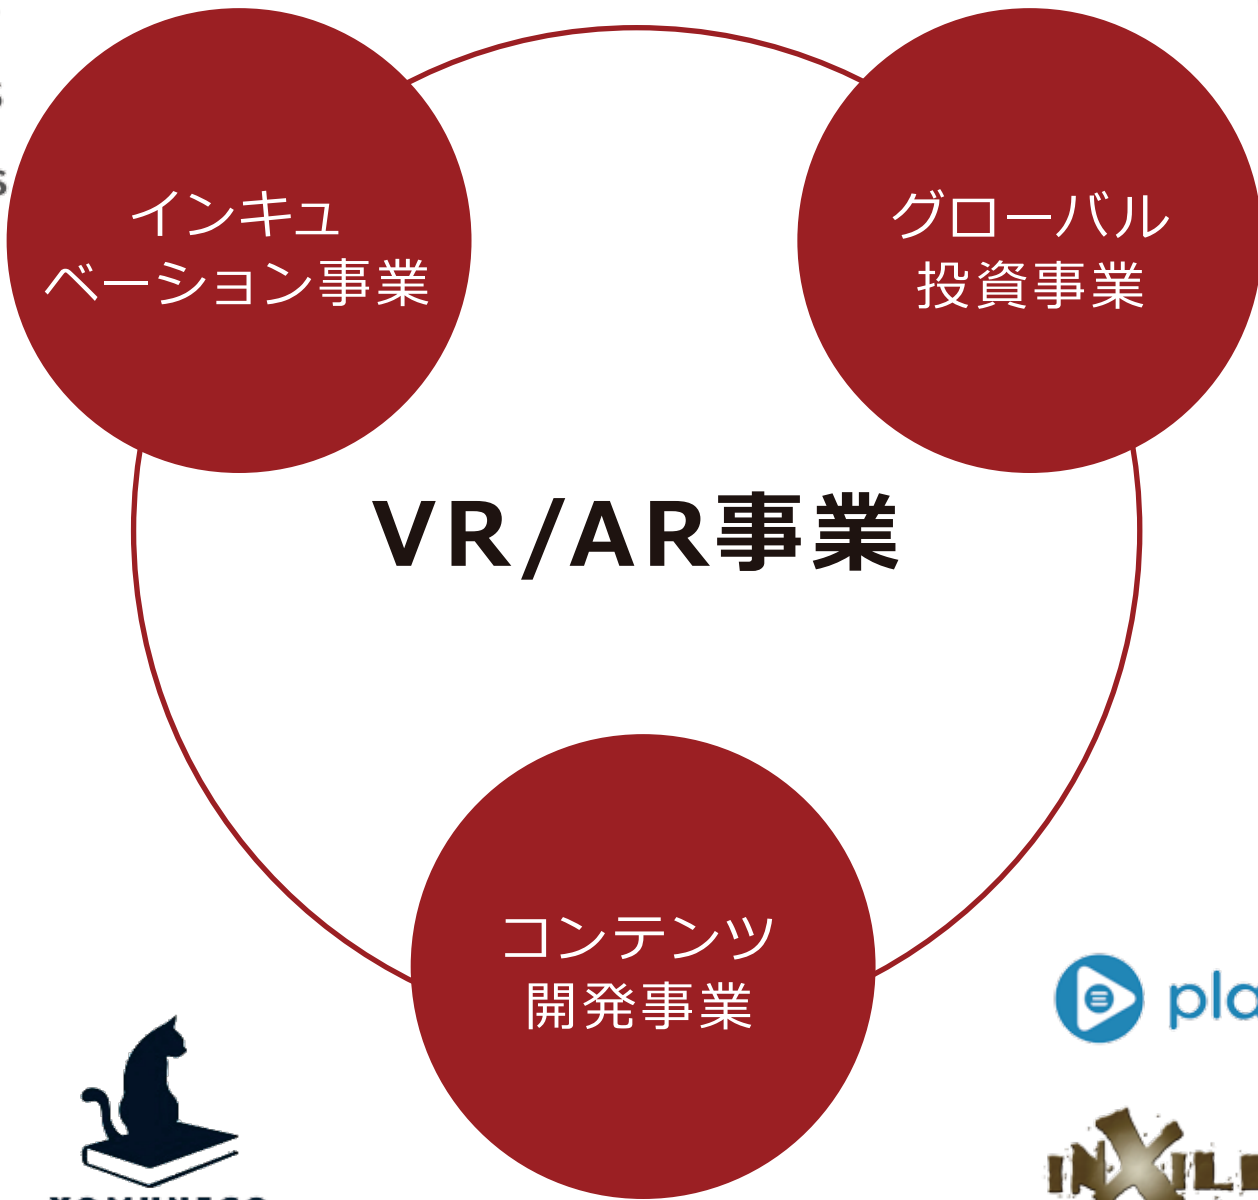 インキュ
ベーション事業
グローバル
投資事業
VR/AR事業
コンテンツ
開発事業
pla
INXILE